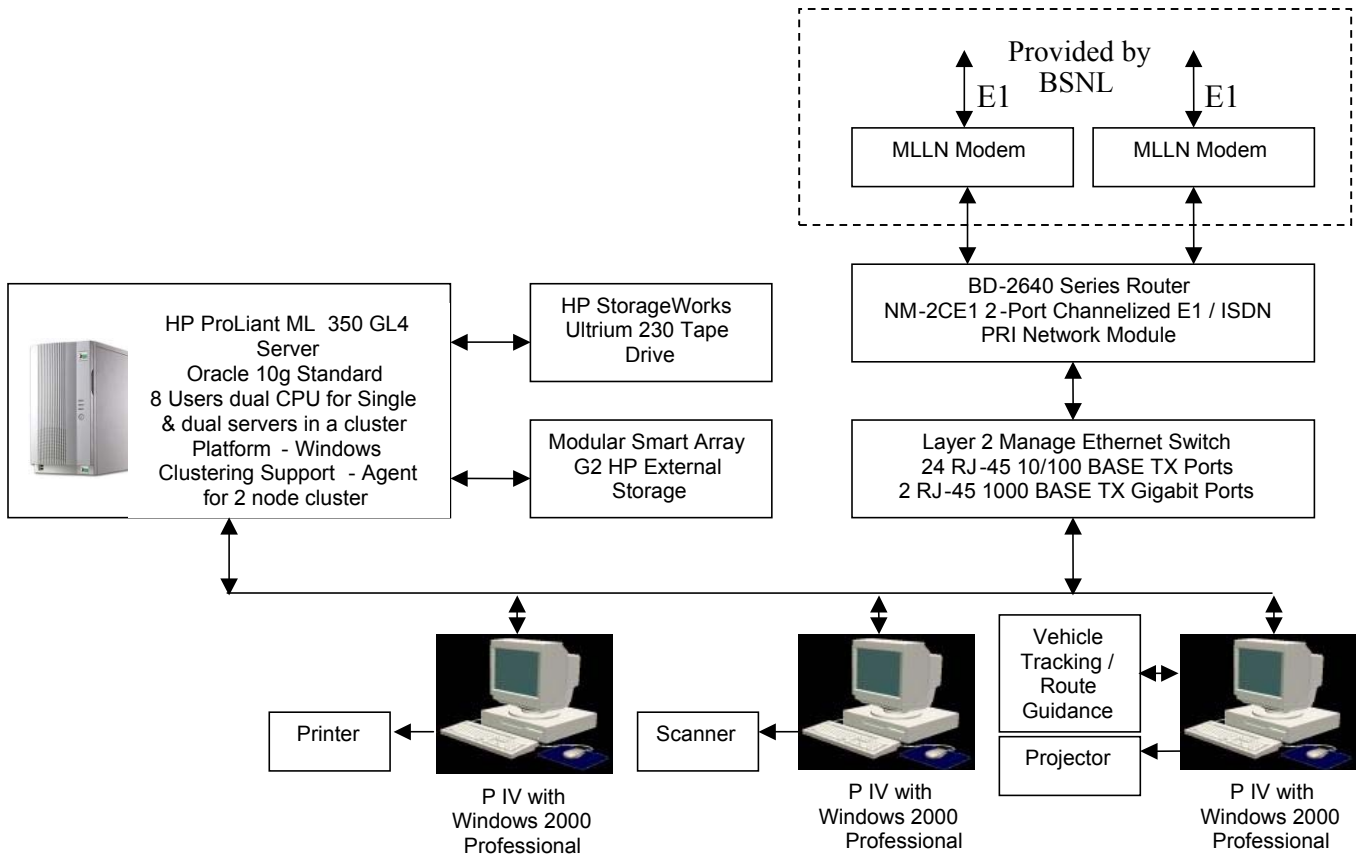 Provided by
BSNL
E1
E1
MLLN Modem
MLLN Modem
BD-2640 Series Router
NM-2CE1 2-Port Channelized E1 / ISDN
PRI Network Module
HP ProLiant ML 350 GL4
Server
Oracle 10g Standard
8 Users dual CPU for Single
& dual servers in a cluster
Platform - Windows
Clustering Support - Agent
for 2 node cluster
HP StorageWorks
Ultrium 230 Tape
Drive
Modular Smart Array
G2 HP External
Storage
Layer 2 Manage Ethernet Switch
24 RJ-45 10/100 BASE TX Ports
2 RJ-45 1000 BASE TX Gigabit Ports
Printer
Scanner
Vehicle
Tracking /
Route
Guidance
Projector
P IV with
Windows 2000
Professional
P IV with
Windows 2000
Professional
P IV with
Windows 2000
Professional